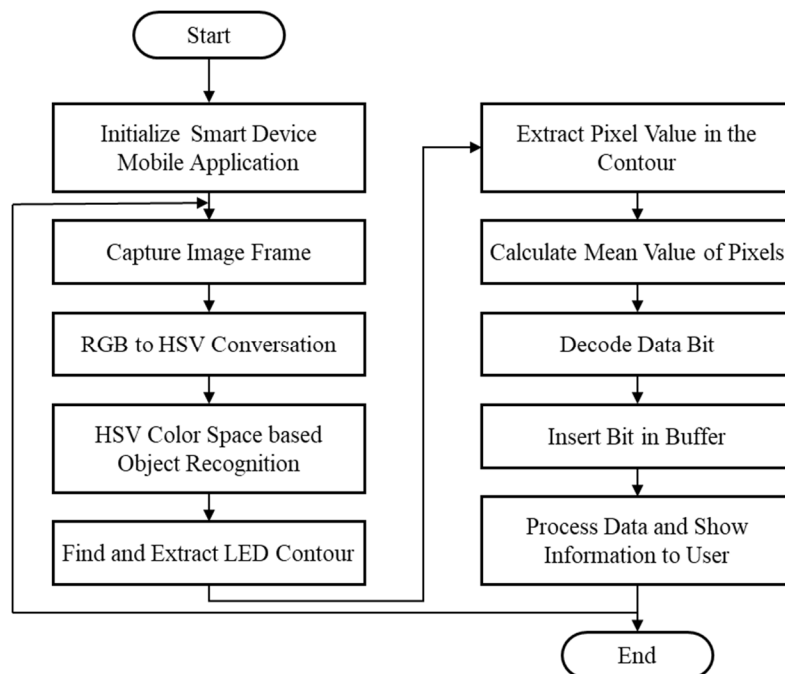 Start
Initialize Smart Device
Mobile Application
Capture Image Frame
RGB to HSV Conversation
HSV Color Space based
Object Recognition
Find and Extract LED Contour
Extract Pixel Value in the
Contour
Calculate Mean Value of Pixels
Decode Data Bit
Insert Bit in Buffer
Process Data and Show
Information to User
End